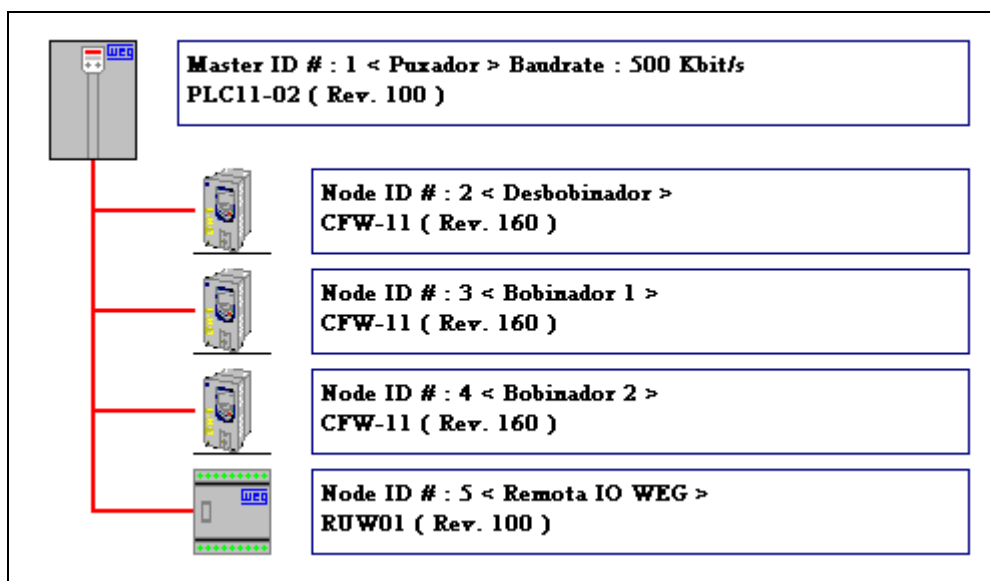 weg
Master ID # : 1 < Puxador > Baudrate : 500 Kbit/s
PLC11-02 ( Rev. 100 )
Node ID # : 2 < Desbobinador >
CFW-11 ( Rev. 160 )
Node ID # : 3 < Bobinador 1 >
CFW-11 ( Rev. 160 )
Node ID # : 4 < Bobinador 2 >
CFW-11 ( Rev. 160 )
weg
Node ID # : 5 < Remota IO WEG >
RUW01 ( Rev. 100 )